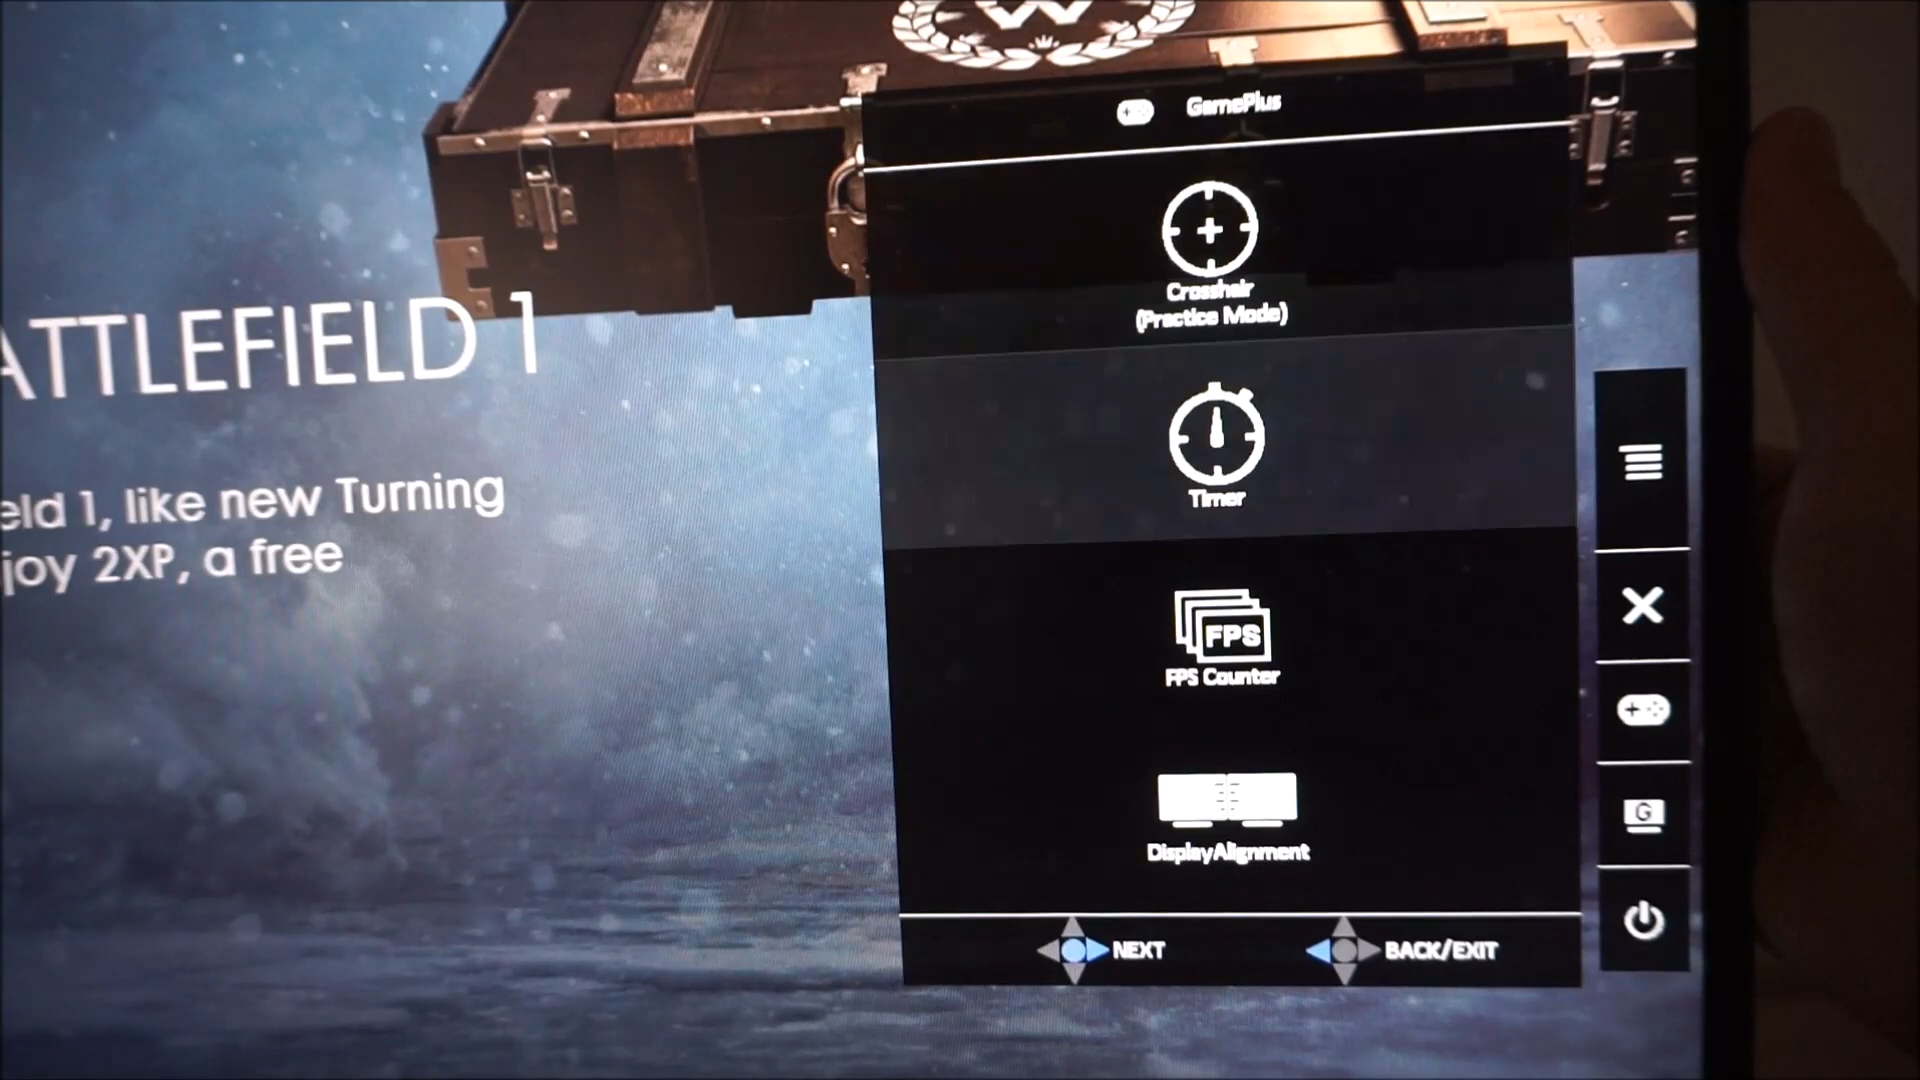 W
GamePlus
Crosshair
(Practice Mode)
ATTLEFIELD 1
eld 1, like new Turning
joy 2XP, a free
Timer
FPS
FPS Counter
DisplayAlignment
G
NEXT
BACK/EXIT